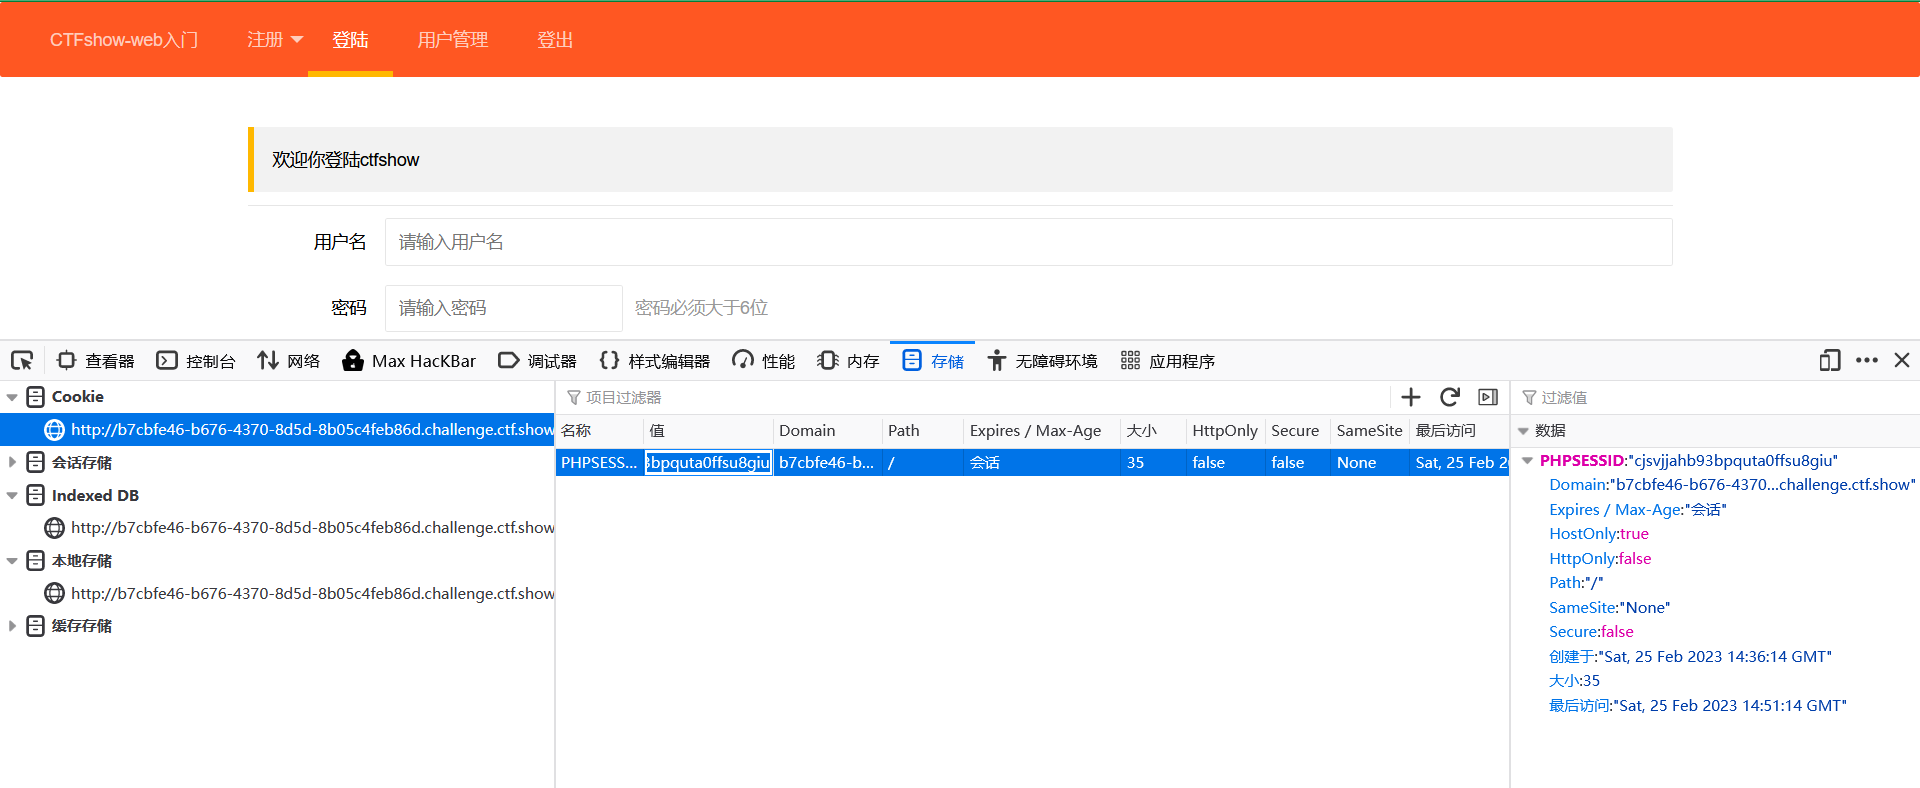 CTFshow-web入门 注册 登陆 用户管理 登出
欢迎你登陆ctfshow
用户名 请输入用户名
密码 请输入密码 密码必须大于6位
查看器 控制台 网络 Max HacKBar 调试器 样式编辑器 性能 内存 存储 无障碍环境 应用程序
Cookie
http://b7cbfe46-b676-4370-8d5d-8b05c4feb86d.challenge.ctf.show
会话存储
Indexed DB
http://b7cbfe46-b676-4370-8d5d-8b05c4feb86d.challenge.ctf.show
本地存储
http://b7cbfe46-b676-4370-8d5d-8b05c4feb86d.challenge.ctf.show
缓存存储
项目过滤器
名称 值 Domain Path Expires / Max-Age 大小 HttpOnly Secure SameSite 最后访问
PHPSESS... 3bpquta0ffsu8giu b7cbfe46-b... / 会话 35 false false None Sat, 25 Feb 2
过滤值
数据
PHPSESSID:"cjsvjjahb93bpquta0ffsu8giu"
Domain:"b7cbfe46-b676-4370...challenge.ctf.show"
Expires / Max-Age:"会话"
HostOnly:true
HttpOnly:false
Path:"/"
SameSite:"None"
Secure:false
创建于:"Sat, 25 Feb 2023 14:36:14 GMT"
大小:35
最后访问:"Sat, 25 Feb 2023 14:51:14 GMT"